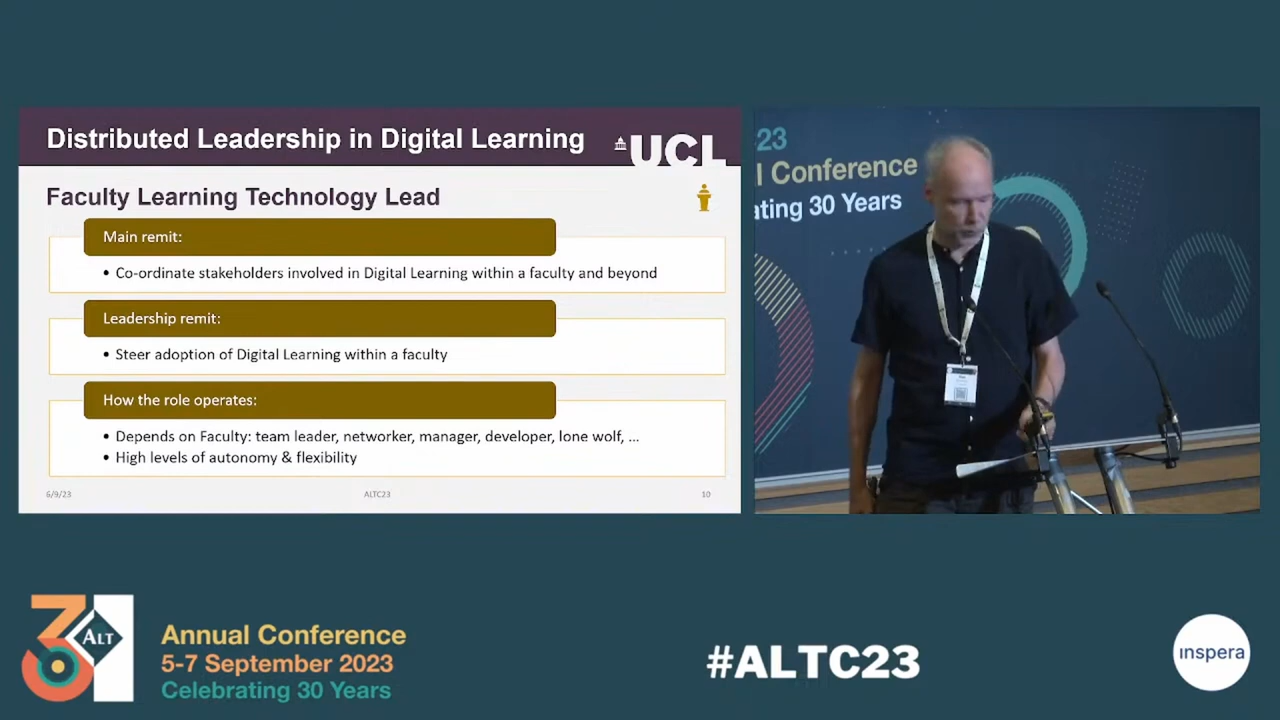 Distributed Leadership in Digital Learning
UCL
Faculty Learning Technology Lead
Main remit:
• Co-ordinate stakeholders involved in Digital Learning within a faculty and beyond
Leadership remit:
• Steer adoption of Digital Learning within a faculty
How the role operates:
• Depends on Faculty: team leader, networker, manager, developer, lone wolf, ...
• High levels of autonomy & flexibility
6/9/23
ALTC23
10
23
l Conference
ating 30 Years
ALT
Annual Conference
5-7 September 2023
Celebrating 30 Years
#ALTC23
inspera